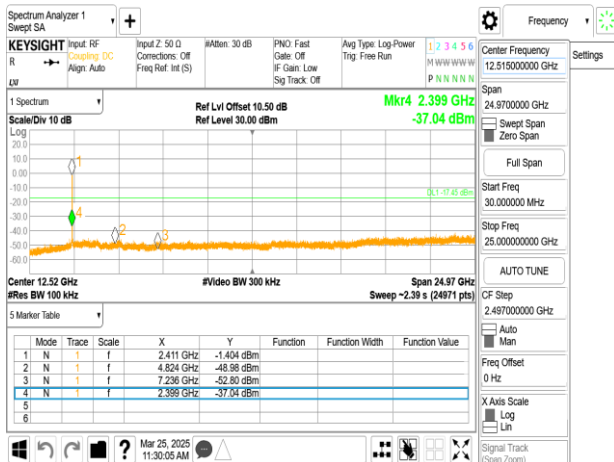 Spectrum Analyzer 1
Swept SA
Frequency
Settings
KEYSIGHT
R
Input: RF
Coupling: DC
Align: Auto
Input Z: 50 Ω
Corrections: Off
Freq Ref: Int (S)
#Atten: 30 dB
PNO: Fast
Gate: Off
IF Gain: Low
Sig Track: Off
Avg Type: Log-Power
Trig: Free Run
1 2 3 4 5 6
M W W W W W
P N N N N N
LXI
1 Spectrum
Scale/Div 10 dB
Ref Lvl Offset 10.50 dB
Ref Level 30.00 dBm
Mkr4 2.399 GHz
-37.04 dBm
Log
20.0
10.0
0.00
-10.0
-20.0
-30.0
-40.0
-50.0
-60.0
1
4
2
3
DL1 -17.45 dBm
Center 12.52 GHz
#Video BW 300 kHz
Span 24.97 GHz
#Res BW 100 kHz
Sweep ~2.39 s (24971 pts)
5 Marker Table
Mode Trace Scale X Y Function Function Width Function Value
1 N 1 f 2.411 GHz -1.404 dBm
2 N 1 f 4.824 GHz -48.98 dBm
3 N 1 f 7.236 GHz -52.80 dBm
4 N 1 f 2.399 GHz -37.04 dBm
5
6
Mar 25, 2025
11:30:05 AM
?
Center Frequency
12.515000000 GHz
Span
24.9700000 GHz
Swept Span
Zero Span
Full Span
Start Freq
30.000000 MHz
Stop Freq
25.000000000 GHz
AUTO TUNE
CF Step
2.497000000 GHz
Auto
Man
Freq Offset
0 Hz
X Axis Scale
Log
Lin
Signal Track
(Span Zoom)